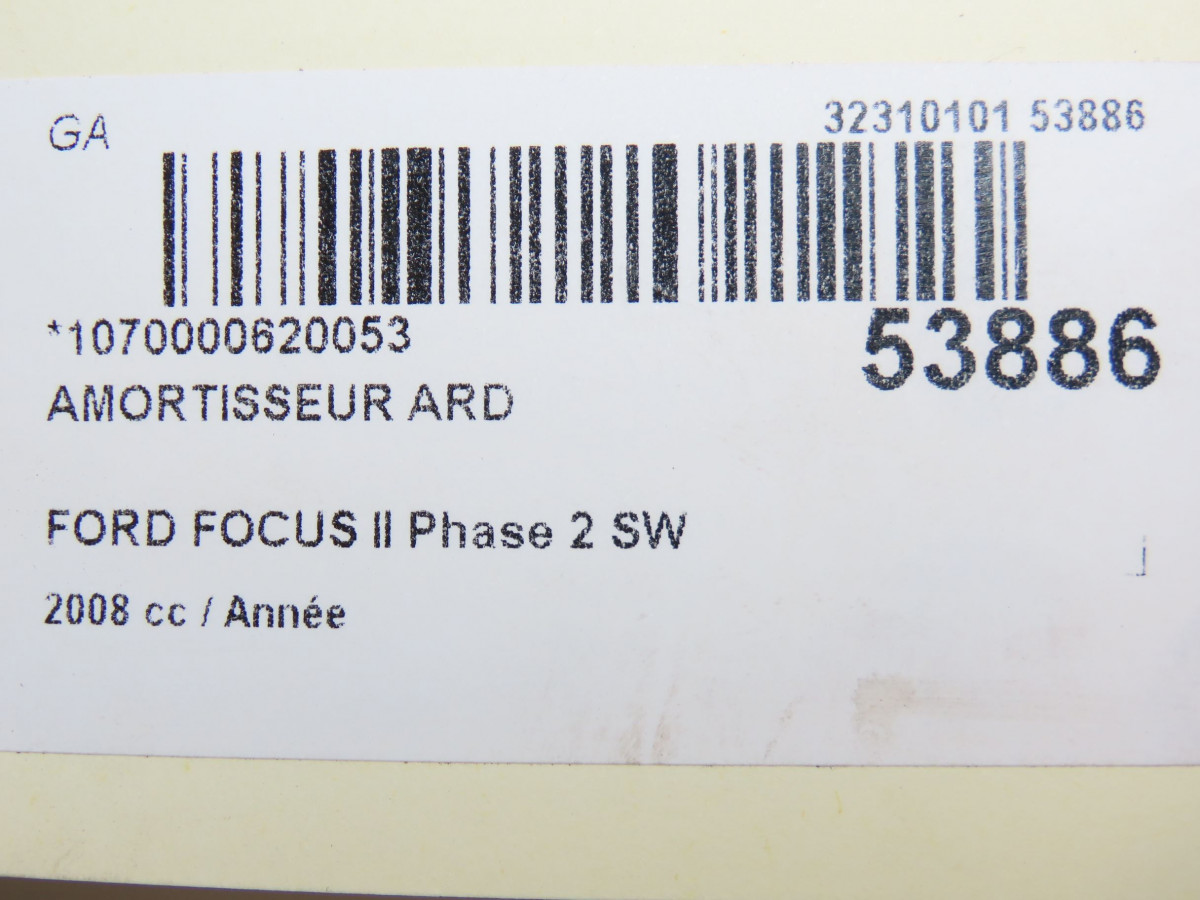 GA
32310101 53886
*1070000620053
53886
AMORTISSEUR ARD
FORD FOCUS II Phase 2 SW
2008 cc / Année